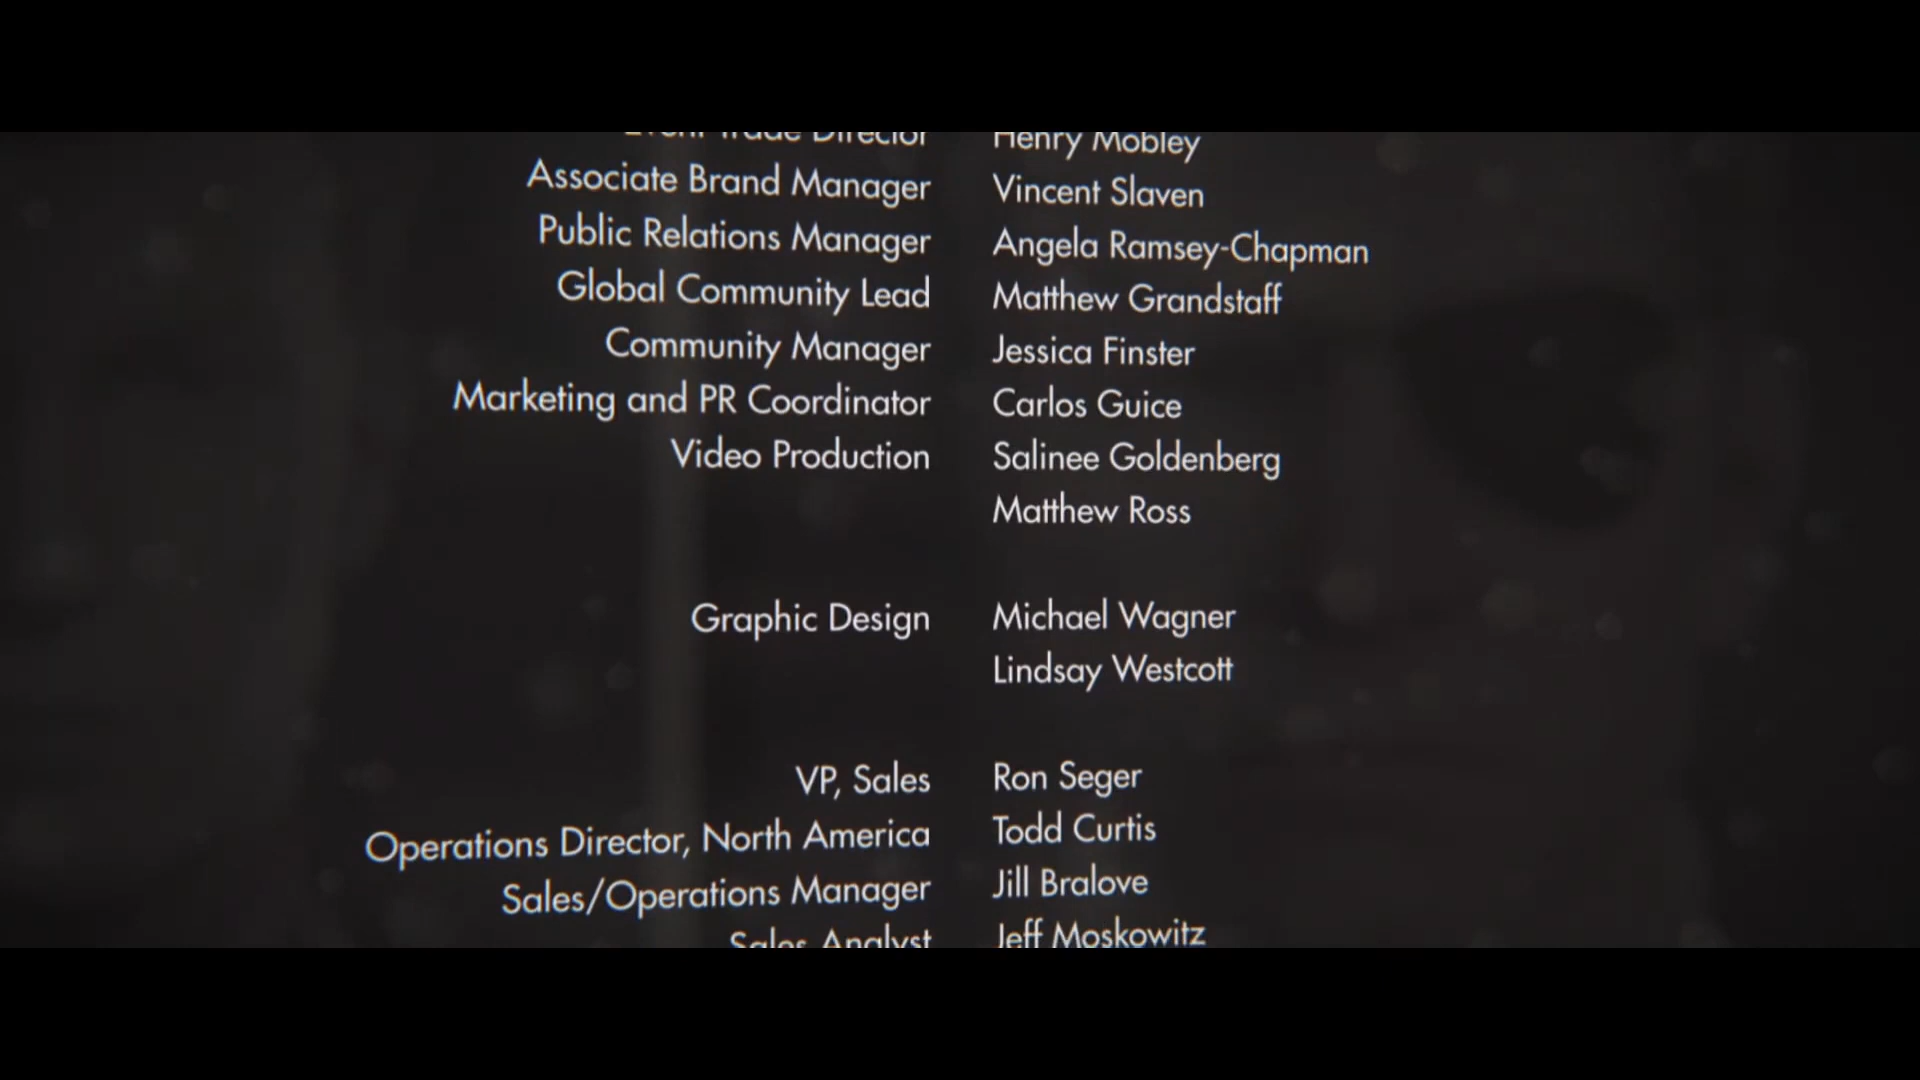 Event Trade Director Henry Mobley
Associate Brand Manager Vincent Slaven
Public Relations Manager Angela Ramsey-Chapman
Global Community Lead Matthew Grandstaff
Community Manager Jessica Finster
Marketing and PR Coordinator Carlos Guice
Video Production Salinee Goldenberg
Matthew Ross
Graphic Design Michael Wagner
Lindsay Westcott
VP, Sales Ron Seger
Operations Director, North America Todd Curtis
Sales/Operations Manager Jill Bralove
Sales Analyst Jeff Moskowitz